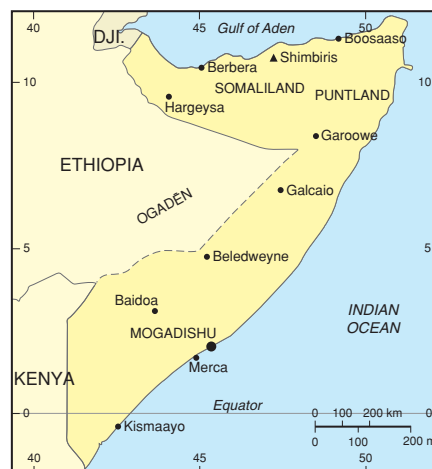 40
45
50
Gulf of Aden
DJI.
Boosaaso
Berbera
Shimbiris
10
10
SOMALILAND
PUNTLAND
Hargeysa
Garoowe
ETHIOPIA
OGADĒN
Galcaio
5
5
Beledweyne
Baidoa
INDIAN
OCEAN
MOGADISHU
Merca
KENYA
Equator
0
0
0 100 200 km
Kismaayo
0 100 200 m
40
45
50